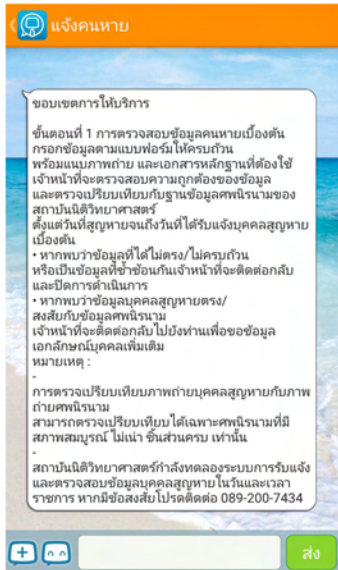 แจ้งคนหาย
ขอบเขตการให้บริการ
ขั้นตอนที่ 1 การตรวจสอบข้อมูลคนหายเบื้องต้น
กรอกข้อมูลตามแบบฟอร์มให้ครบถ้วน
พร้อมแนบภาพถ่าย และเอกสารหลักฐานที่ต้องใช้
เจ้าหน้าที่จะตรวจสอบความถูกต้องของข้อมูล
และตรวจเปรียบเทียบกับฐานข้อมูลศพนิรนามของ
สถาบันนิติวิทยาศาสตร์
ตั้งแต่วันที่สูญหายจนถึงวันที่ได้รับแจ้งบุคคลสูญหาย
เบื้องต้น
• หากพบว่าข้อมูลที่ได้ไม่ตรง/ไม่ครบถ้วน
หรือเป็นข้อมูลที่ซ้ำซ้อนกันเจ้าหน้าที่จะติดต่อกลับ
และปิดการดำเนินการ
• หากพบว่าข้อมูลบุคคลสูญหายตรง/
สงสัยกับข้อมูลศพนิรนาม
เจ้าหน้าที่จะติดต่อกลับไปยังท่านเพื่อขอข้อมูล
เอกลักษณ์บุคคลเพิ่มเติม
หมายเหตุ :
-
การตรวจเปรียบเทียบภาพถ่ายบุคคลสูญหายกับภาพ
ถ่ายศพนิรนาม
สามารถตรวจเปรียบเทียบได้เฉพาะศพนิรนามที่มี
สภาพสมบูรณ์ ไม่เน่า ชิ้นส่วนครบ เท่านั้น
-
สถาบันนิติวิทยาศาสตร์กำลังทดลองระบบการรับแจ้ง
และตรวจสอบข้อมูลบุคคลสูญหายในวันและเวลา
ราชการ หากมีข้อสงสัยโปรดติดต่อ 089-200-7434
ส่ง